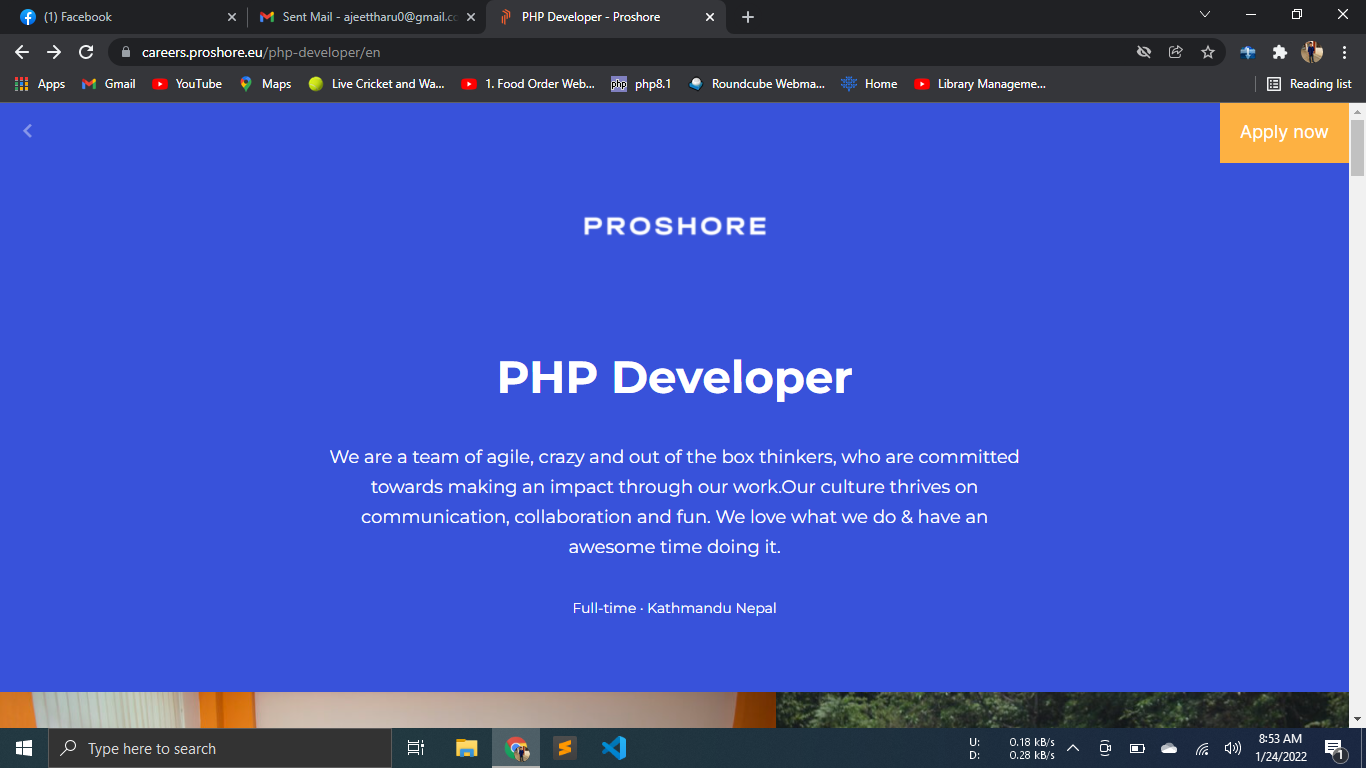 (1) Facebook
Sent Mail - ajeettharu0@gmail.cc
PHP Developer - Proshore
careers.proshore.eu/php-developer/en
Apps
Gmail
YouTube
Maps
Live Cricket and Wa...
1. Food Order Web...
php
php8.1
Roundcube Webma...
Home
Library Manageme...
Reading list
Apply now
PROSHORE
PHP Developer
We are a team of agile, crazy and out of the box thinkers, who are committed
towards making an impact through our work.Our culture thrives on
communication, collaboration and fun. We love what we do & have an
awesome time doing it.
Full-time · Kathmandu Nepal
Type here to search
U: 0.18 kB/s
D: 0.28 kB/s
8:53 AM
1/24/2022
1